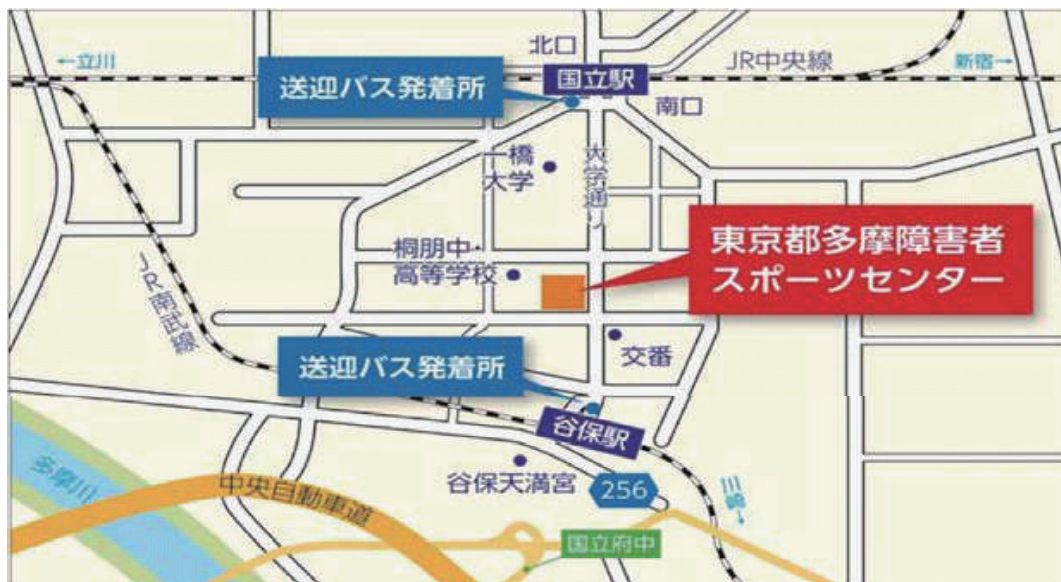 北口
←立川
JR中央線
新宿→
国立駅
送迎バス発着所
南口
一橋
大学
大学通り
東京都多摩障害者
スポーツセンター
桐朋中・
高等学校
JR南武線
交番
送迎バス発着所
谷保駅
多摩川
中央自動車道
谷保天満宮
256
川崎→
国立府中